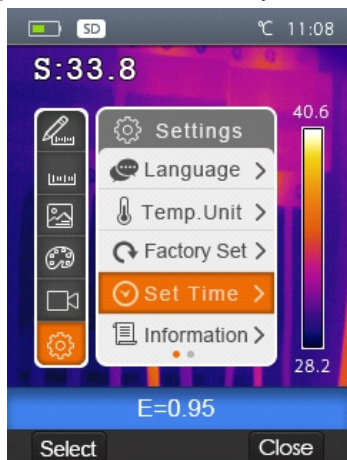 SD ℃ 11:08
S:33.8
40.6
Settings
Language
Temp.Unit
Factory Set
Set Time
Information
28.2
E=0.95
Select Close